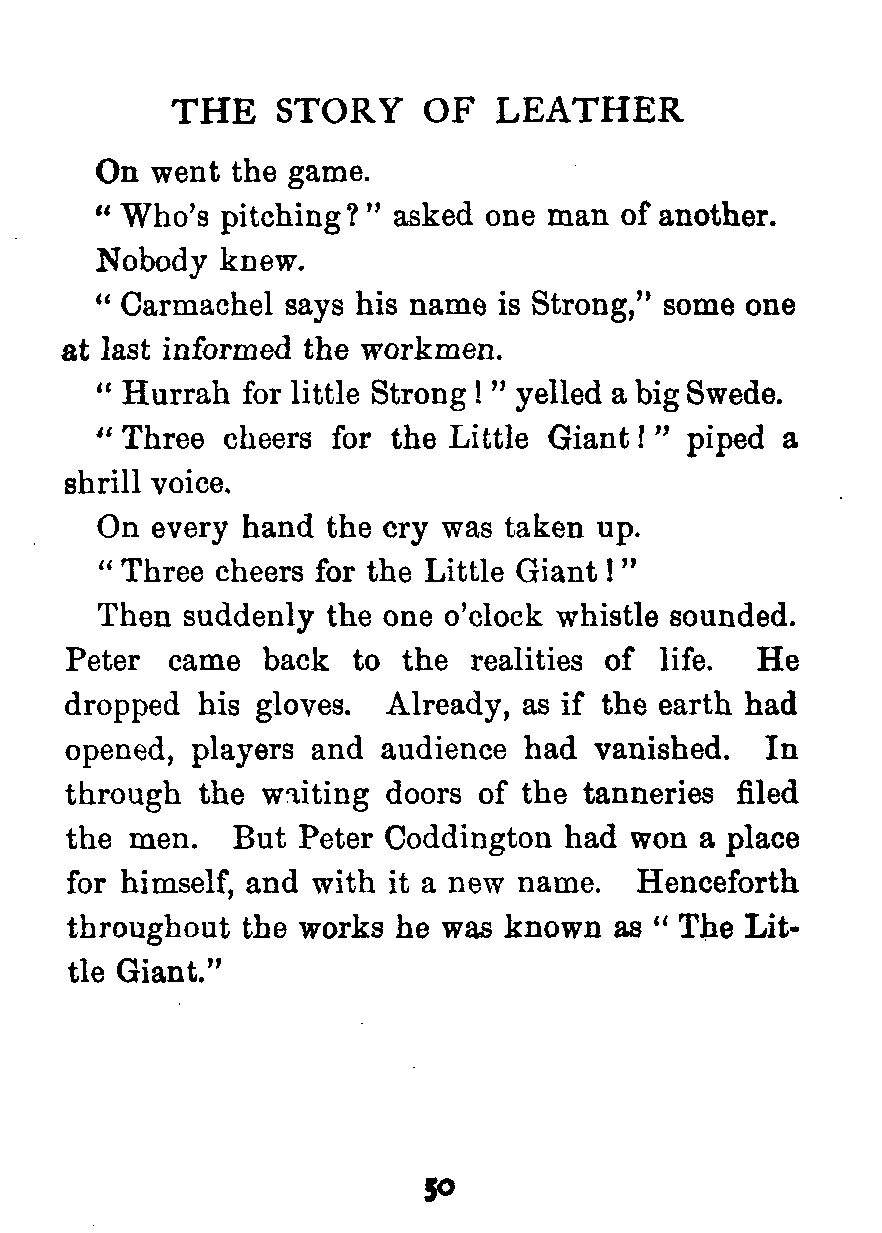 THE STORY OF LEATHER
On went the game.
“ Who’s pitching ? ” asked one man of another.
Nobody knew.
“ Carmachel says his name is Strong,” some one
at last informed the workmen.
“ Hurrah for little Strong ! ” yelled a big Swede.
“ Three cheers for the Little Giant ! ” piped a
shrill voice.
On every hand the cry was taken up.
“ Three cheers for the Little Giant ! ”
Then suddenly the one o’clock whistle sounded.
Peter came back to the realities of life. He
dropped his gloves. Already, as if the earth had
opened, players and audience had vanished. In
through the waiting doors of the tanneries filed
the men. But Peter Coddington had won a place
for himself, and with it a new name. Henceforth
throughout the works he was known as “ The Lit-
tle Giant.”
50